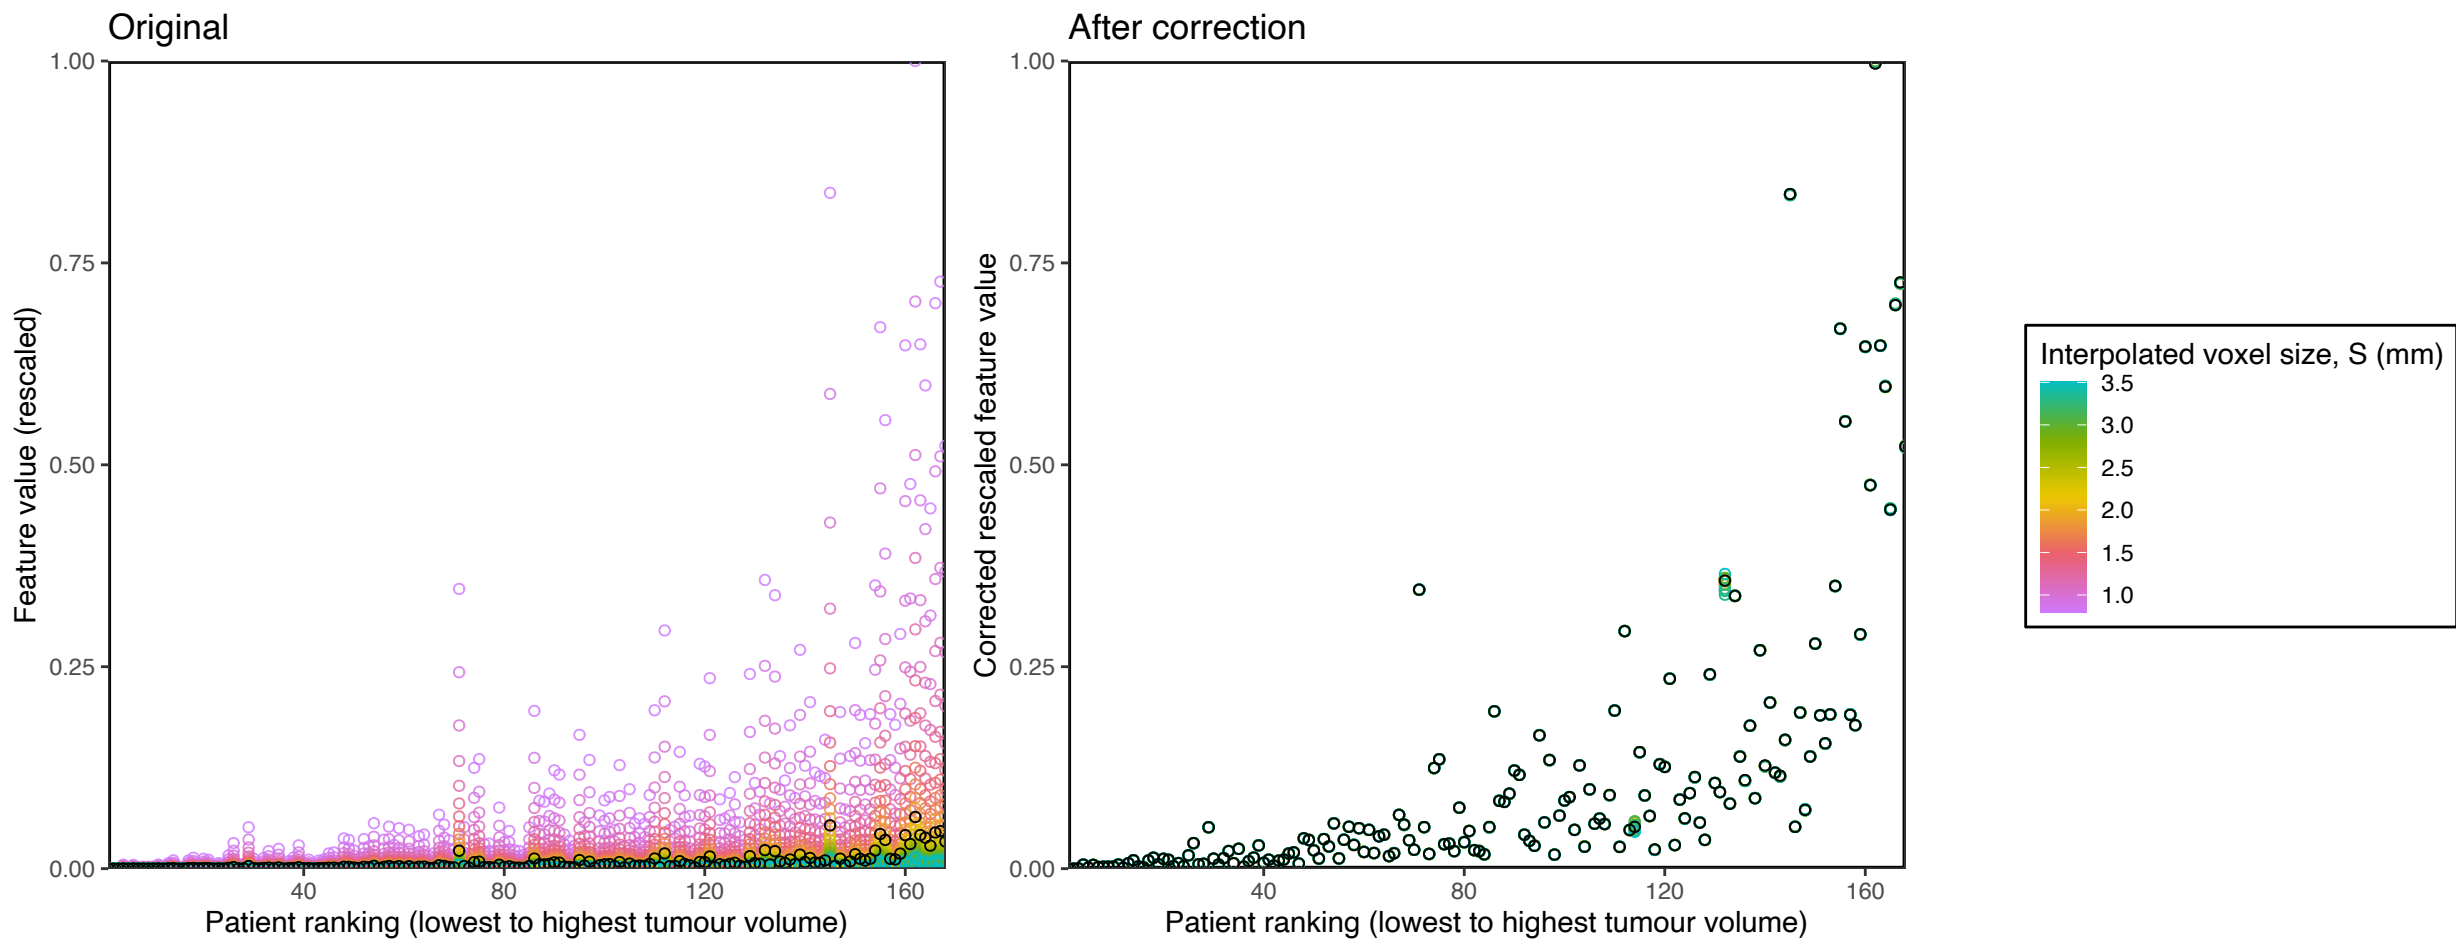 Original
1.00
0.75
0.50
0.25
0.00
Feature value (rescaled)
40 80 120 160
Patient ranking (lowest to highest tumour volume)
After correction
1.00
0.75
0.50
0.25
0.00
Corrected rescaled feature value
40 80 120 160
Patient ranking (lowest to highest tumour volume)
Interpolated voxel size, S (mm)
3.5
3.0
2.5
2.0
1.5
1.0